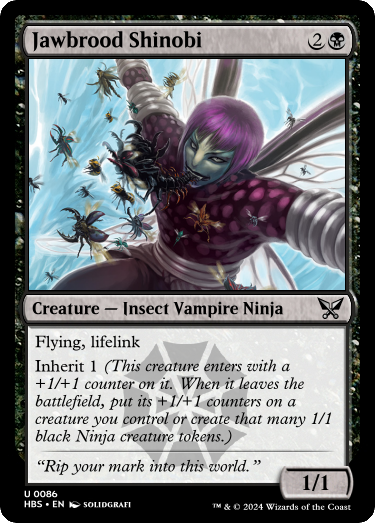 Jawbrood Shinobi 2
Creature — Insect Vampire Ninja
Flying, lifelink
Inherit 1 (This creature enters with a
+1/+1 counter on it. When it leaves the
battlefield, put its +1/+1 counters on a
creature you control or create that many 1/1
black Ninja creature tokens.)
“Rip your mark into this world.”
1/1
U 0086
HBS • EN SOLIDGRAFI
™ & © 2024 Wizards of the Coast